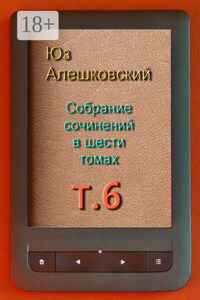 18+
Юз
Алешковский
Собрание
сочинений
в шести
томах
т.6